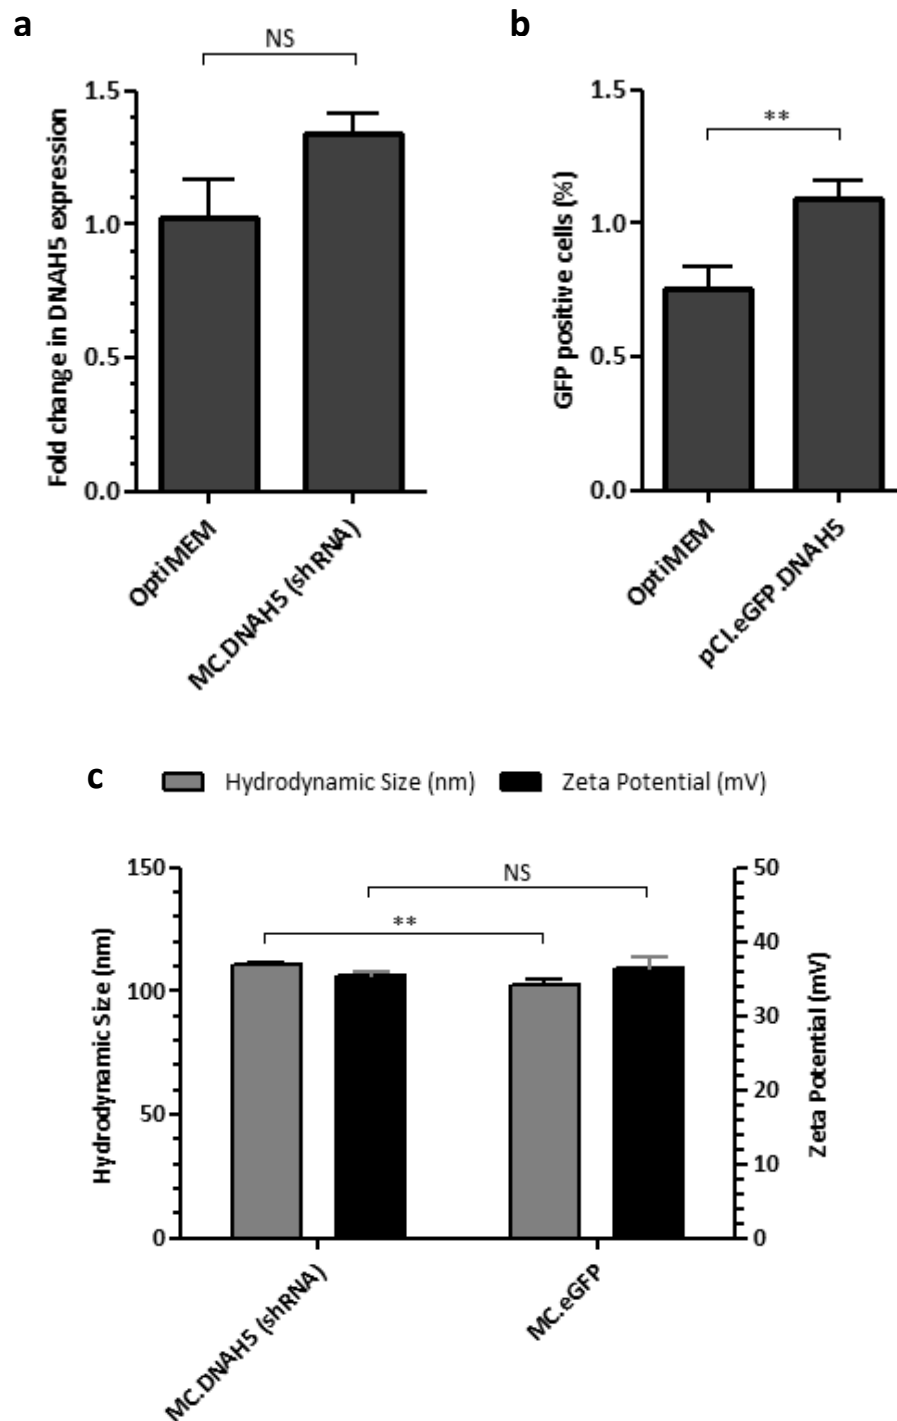 a
NS
Fold change in DNAH5 expression
1.5
1.0
0.5
0.0
OptiMEM
MC.DNAH5 (shRNA)
b
**
GFP positive cells (%)
1.5
1.0
0.5
0.0
OptiMEM
pCI.eGFP.DNAH5
c
Hydrodynamic Size (nm)
Zeta Potential (mV)
NS
**
Hydrodynamic Size (nm)
150
100
50
0
50
40
30
20
10
0
Zeta Potential (mV)
MC.DNAH5 (shRNA)
MC.eGFP